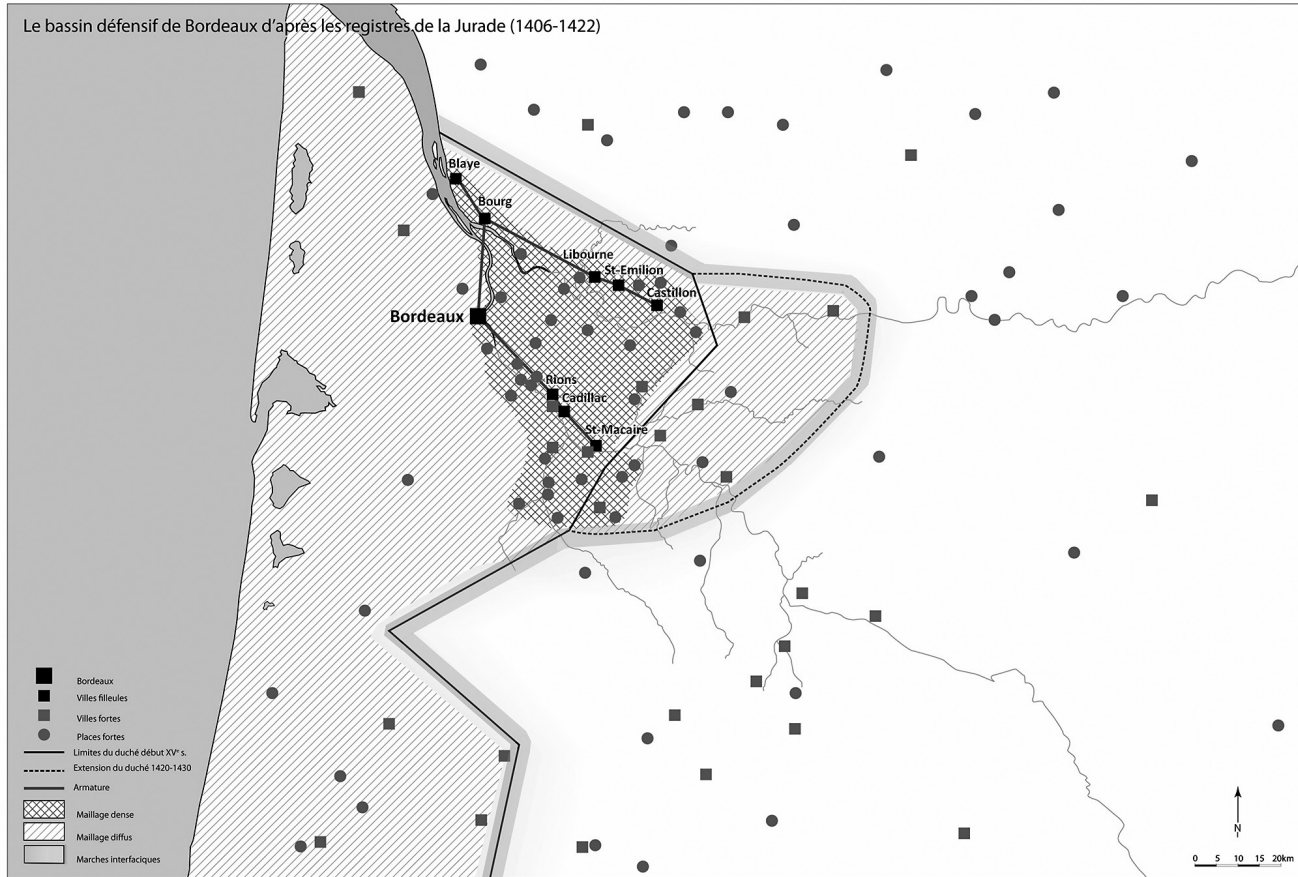 Le bassin défensif de Bordeaux d'après les registres de la Jurade (1406-1422)
Blaye
Bourg
Libourne
St-Emilion
Castillon
Bordeaux
Rions
Cadillac
St-Macaire
Bordeaux
Villes filleules
Villes fortes
Places fortes
Limites du duché début XVe s.
Extension du duché 1420-1430
Armature
Maillage dense
Maillage diffus
Marches interfaciques
N
0 5 10 15 20km